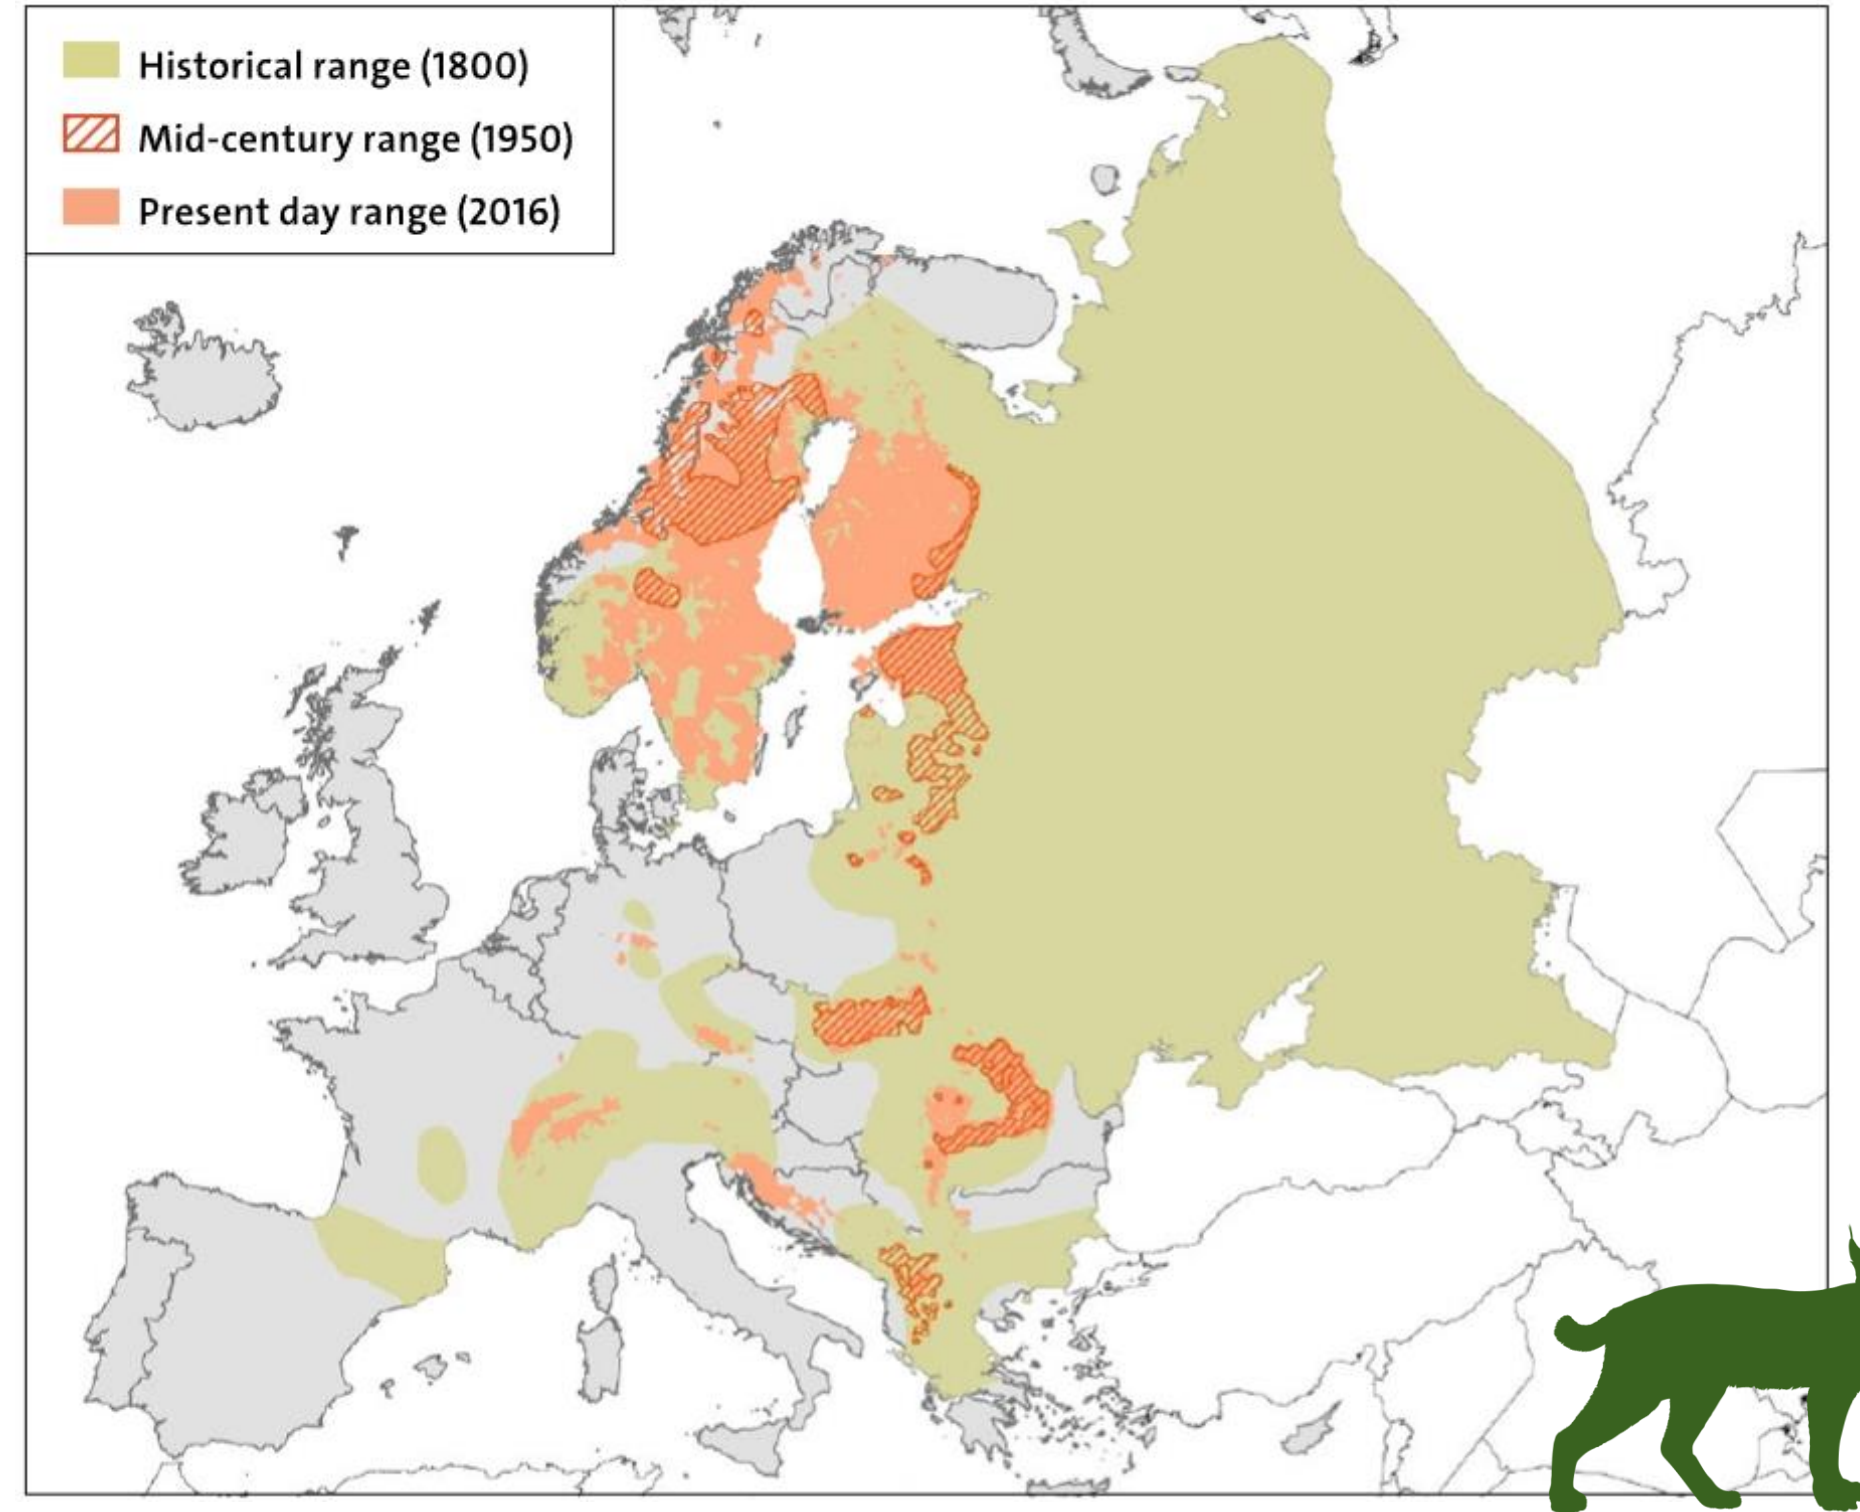 Historical range (1800)
Mid-century range (1950)
Present day range (2016)